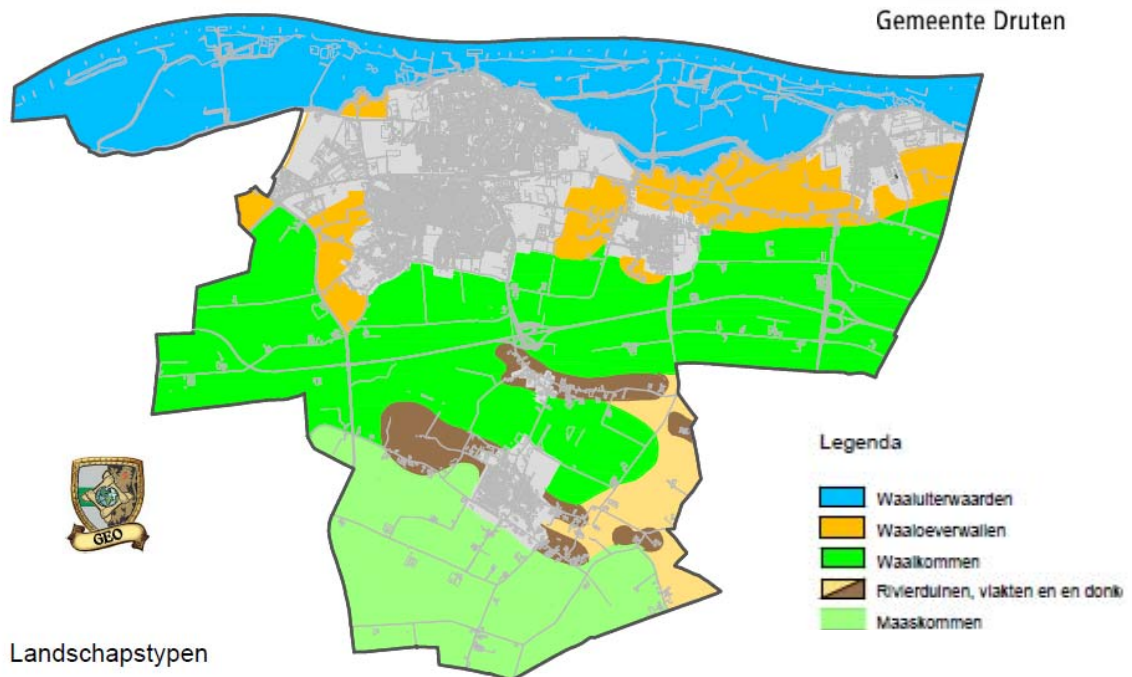 Gemeente Druten
Legenda
Waaluiterwaarden
Waaloeverwallen
Waalkommen
Rivierduinen, vlakten en en donk
Maaskommen
GEO
Landschapstypen